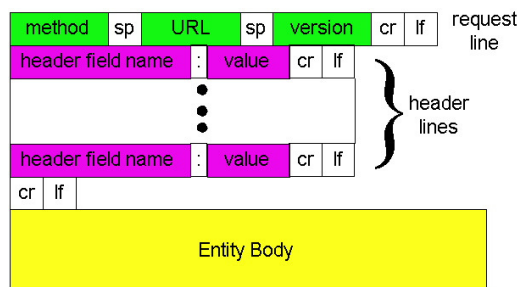 method sp URL sp version cr lf
request line
header field name : value cr lf
header lines
header field name : value cr lf
cr lf
Entity Body